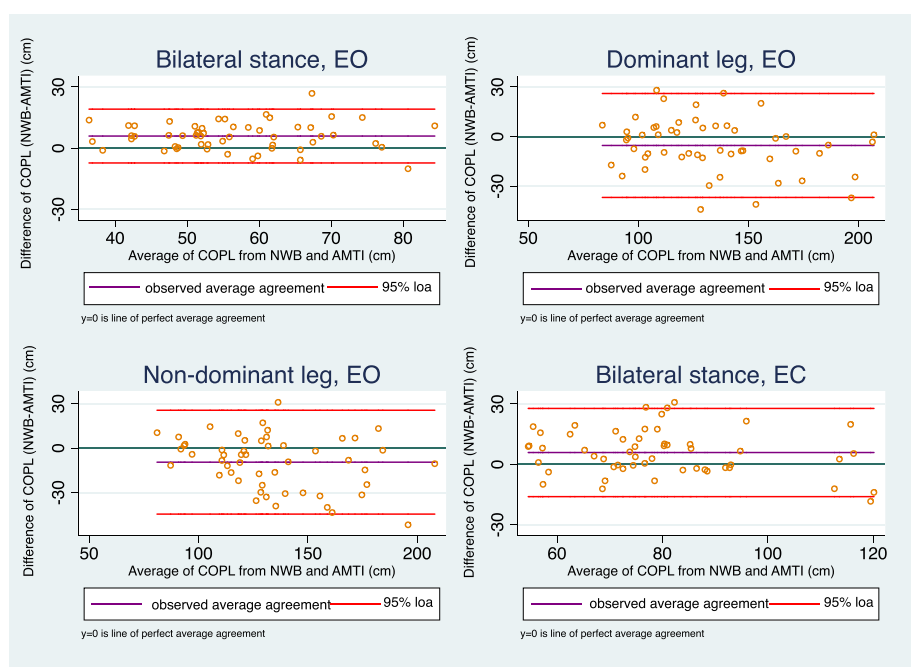 Bilateral stance, EO
Difference of COPL (NWB-AMTI) (cm)
30
0
-30
40 50 60 70 80
Average of COPL from NWB and AMTI (cm)
observed average agreement 95% loa
y=0 is line of perfect average agreement
Dominant leg, EO
Difference of COPL (NWB-AMTI) (cm)
30
0
-30
50 100 150 200
Average of COPL from NWB and AMTI (cm)
observed average agreement 95% loa
y=0 is line of perfect average agreement
Non-dominant leg, EO
Difference of COPL (NWB-AMTI) (cm)
30
0
-30
50 100 150 200
Average of COPL from NWB and AMTI (cm)
observed average agreement 95% loa
y=0 is line of perfect average agreement
Bilateral stance, EC
Difference of COPL (NWB-AMTI) (cm)
30
0
-30
60 80 100 120
Average of COPL from NWB and AMTI (cm)
observed average agreement 95% loa
y=0 is line of perfect average agreement